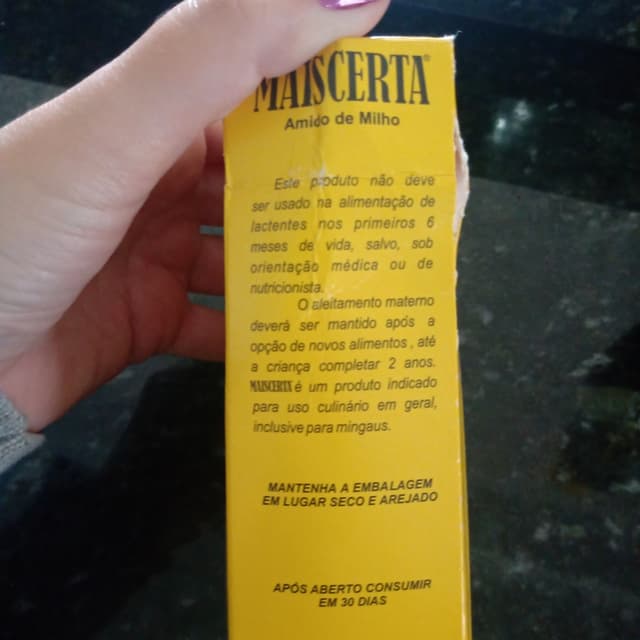 MAISCERTA®
Amido de Milho
Este produto não deve
ser usado na alimentação de
lactentes nos primeiros 6
meses de vida, salvo, sob
orientação médica ou de
nutricionista.
O aleitamento materno
deverá ser mantido após a
opção de novos alimentos , até
a criança completar 2 anos.
MAISCERTA é um produto indicado
para uso culinário em geral,
inclusive para mingaus.
MANTENHA A EMBALAGEM
EM LUGAR SECO E AREJADO
APÓS ABERTO CONSUMIR
EM 30 DIAS